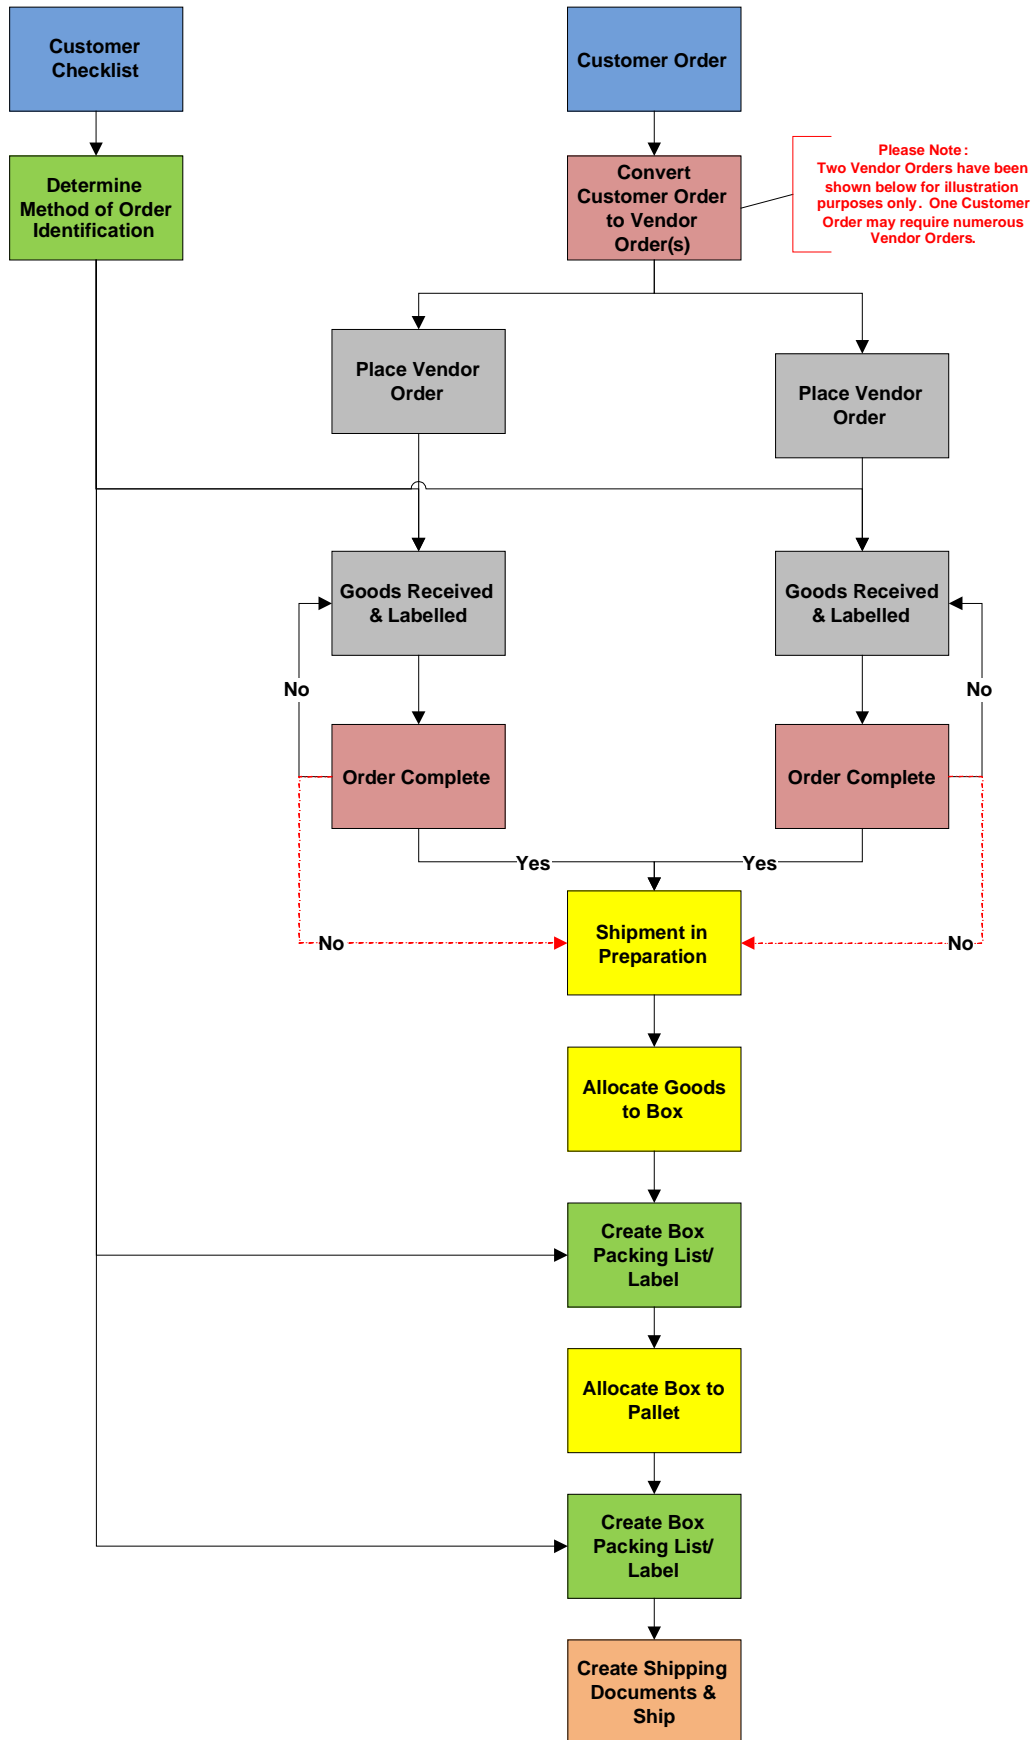 Customer
Checklist
Customer Order
Determine
Method of Order
Identification
Convert
Customer Order
to Vendor
Order(s)
Please Note:
Two Vendor Orders have been
shown below for illustration
purposes only. One Customer
Order may require numerous
Vendor Orders.
Place Vendor
Order
Place Vendor
Order
Goods Received
& Labelled
Goods Received
& Labelled
No
No
Order Complete
Order Complete
Yes
Yes
No
Shipment in
Preparation
No
Allocate Goods
to Box
Create Box
Packing List/
Label
Allocate Box to
Pallet
Create Box
Packing List/
Label
Create Shipping
Documents &
Ship